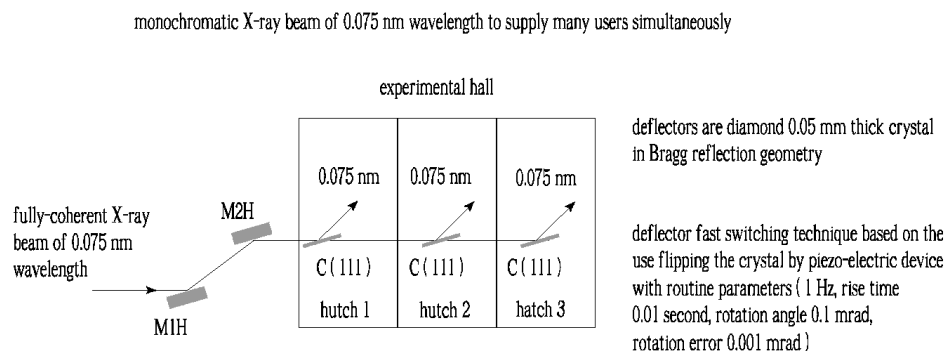 monochromatic X-ray beam of 0.075 nm wavelength to supply many users simultaneously
experimental hall
deflectors are diamond 0.05 mm thick crystal
in Bragg reflection geometry
0.075 nm
0.075 nm
0.075 nm
fully-coherent X-ray
beam of 0.075 nm
wavelength
M2H
M1H
C(111)
C(111)
C(111)
hutch 1
hutch 2
hatch 3
deflector fast switching technique based on the
use flipping the crystal by piezo-electric device
with routine parameters ( 1 Hz, rise time
0.01 second, rotation angle 0.1 mrad,
rotation error 0.001 mrad )